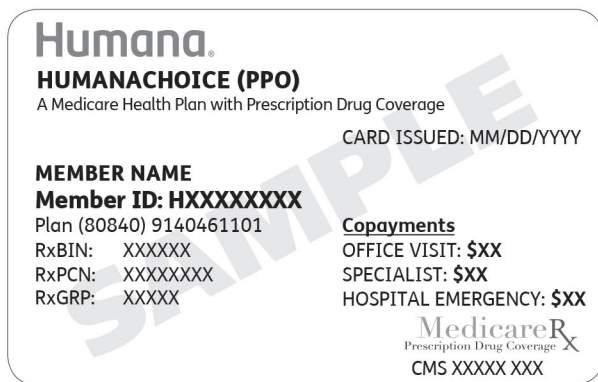 Humana®
HUMANACHOICE (PPO)
A Medicare Health Plan with Prescription Drug Coverage
CARD ISSUED: MM/DD/YYYY
MEMBER NAME
Member ID: HXXXXXXXX
Plan (80840) 9140461101
RxBIN: XXXXXX
RxPCN: XXXXXXXX
RxGRP: XXXXX
Copayments
OFFICE VISIT: $XX
SPECIALIST: $XX
HOSPITAL EMERGENCY: $XX
MedicareRx
Prescription Drug Coverage
CMS XXXXX XXX
SAMPLE